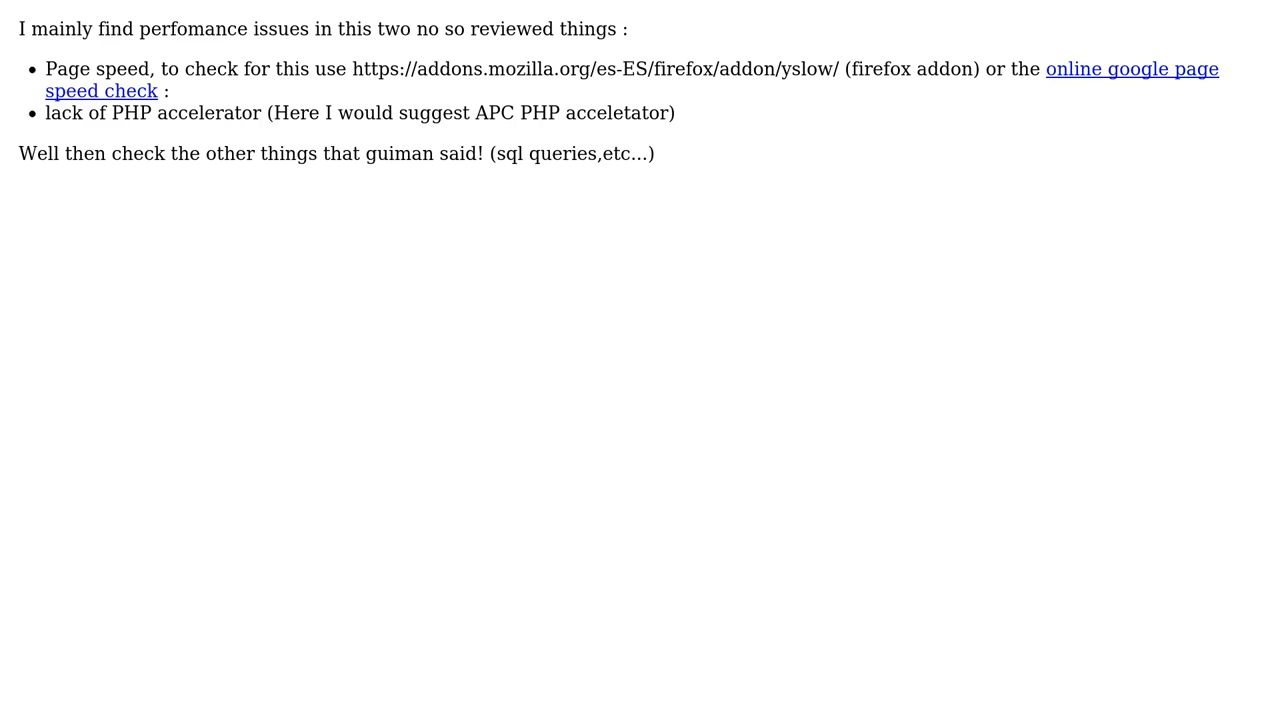 I mainly find perfomance issues in this two no so reviewed things :
• Page speed, to check for this use https://addons.mozilla.org/es-ES/firefox/addon/yslow/ (firefox addon) or the online google page
speed check :
• lack of PHP accelerator (Here I would suggest APC PHP acceletator)
Well then check the other things that guiman said! (sql queries,etc...)